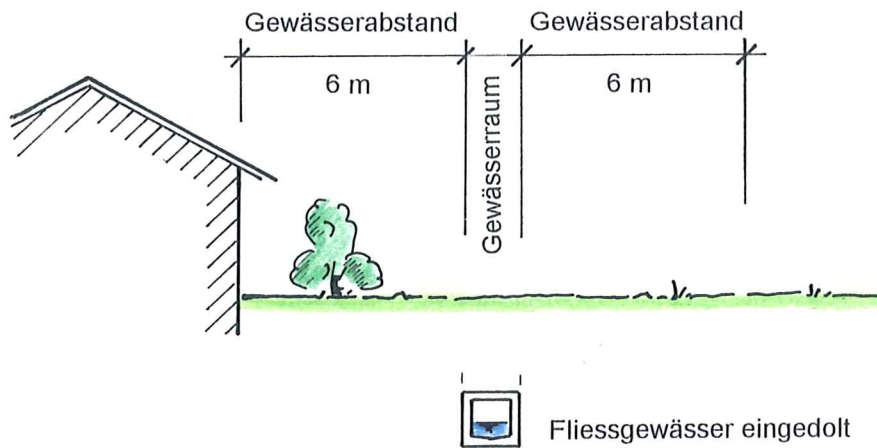 Gewässerabstand
Gewässerabstand
6 m
6 m
Gewässerraum
Fliessgewässer eingedolt